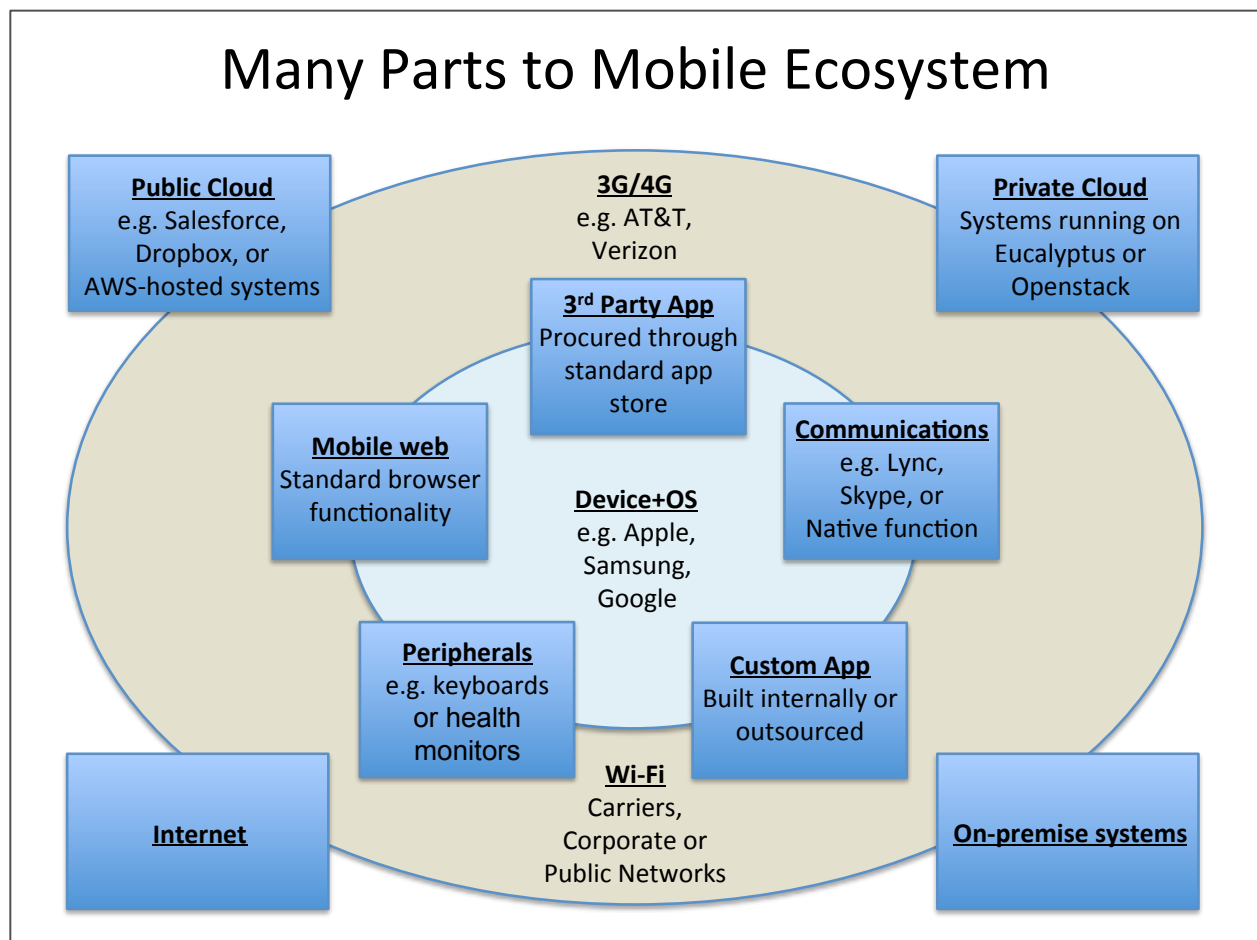 Many Parts to Mobile Ecosystem
Public Cloud
e.g. Salesforce,
Dropbox, or
AWS-hosted systems
3G/4G
e.g. AT&T,
Verizon
Private Cloud
Systems running on
Eucalyptus or
Openstack
3rd Party App
Procured through
standard app
store
Mobile web
Standard browser
functionality
Communications
e.g. Lync,
Skype, or
Native function
Device+OS
e.g. Apple,
Samsung,
Google
Peripherals
e.g. keyboards
or health
monitors
Custom App
Built internally or
outsourced
Internet
Wi-Fi
Carriers,
Corporate or
Public Networks
On-premise systems